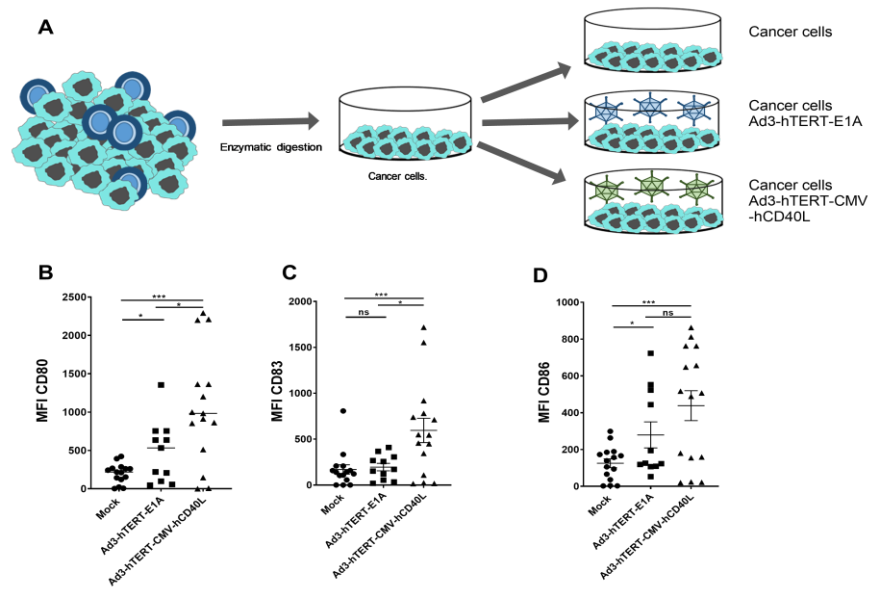 A
Enzymatic digestion
Cancer cells.
Cancer cells
Cancer cells
Ad3-hTERT-E1A
Cancer cells
Ad3-hTERT-CMV
-hCD40L
B
***
*
*
2500
2000
1500
1000
500
0
MFI CD80
Mock
Ad3-hTERT-E1A
Ad3-hTERT-CMV-hCD40L
C
***
*
ns
2000
1500
1000
500
0
MFI CD83
Mock
Ad3-hTERT-E1A
Ad3-hTERT-CMV-hCD40L
D
***
ns
*
1000
800
600
400
200
0
MFI CD86
Mock
Ad3-hTERT-E1A
Ad3-hTERT-CMV-hCD40L